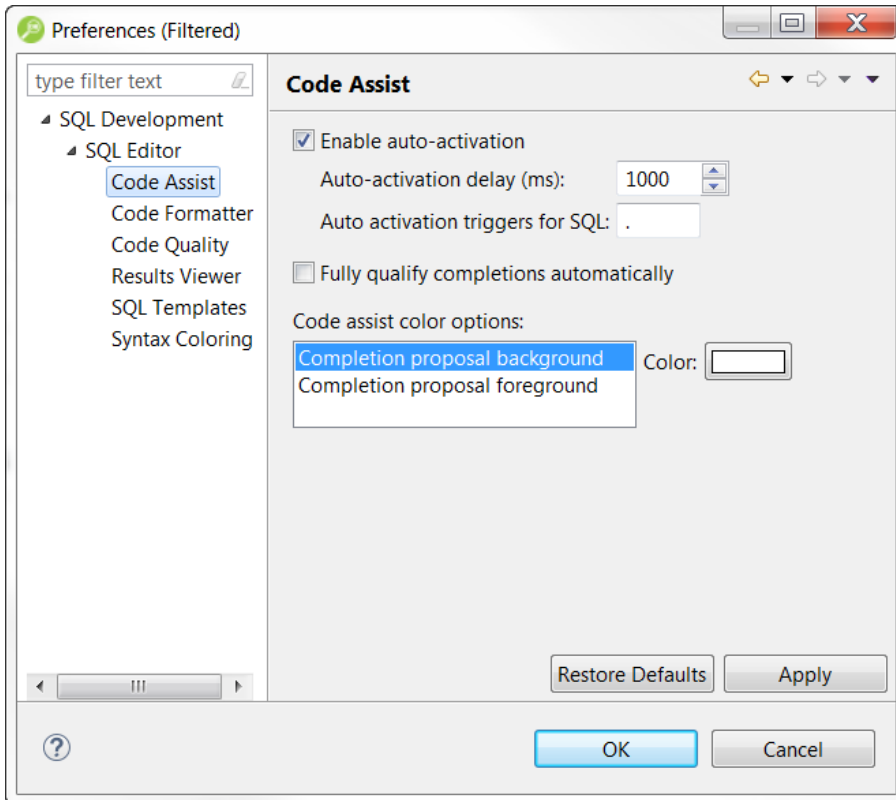 Preferences (Filtered)
type filter text
Code Assist
SQL Development
SQL Editor
Code Assist
Code Formatter
Code Quality
Results Viewer
SQL Templates
Syntax Coloring
Enable auto-activation
Auto-activation delay (ms): 1000
Auto activation triggers for SQL: .
Fully qualify completions automatically
Code assist color options:
Completion proposal background
Completion proposal foreground
Color:
Restore Defaults Apply
? OK Cancel